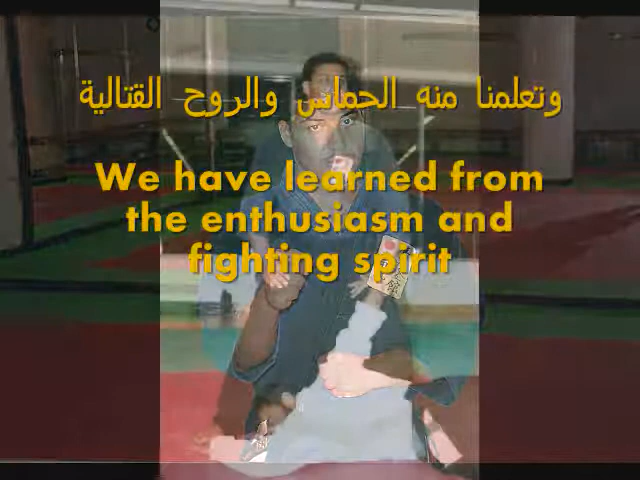 وتعلمنا منه الحماس والروح القتالية
We have learned from
the enthusiasm and
fighting spirit